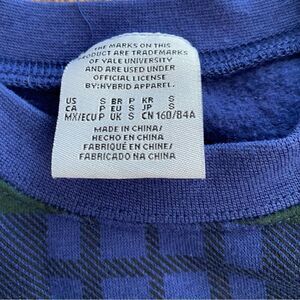 THE MARKS ON THIS
PRODUCT ARE TRADEMARKS
OF YALE UNIVERSITY
AND ARE USED UNDER
OFFICIAL LICENSE
BY:HYBRID APPAREL.
US S BR P KR S
CA P EU S JP S
MX/ECU P UK S CN 160/84A
MADE IN CHINA/
HECHO EN CHINA/
FABRIQUÉ EN CHINE/
FABRICADO NA CHINA